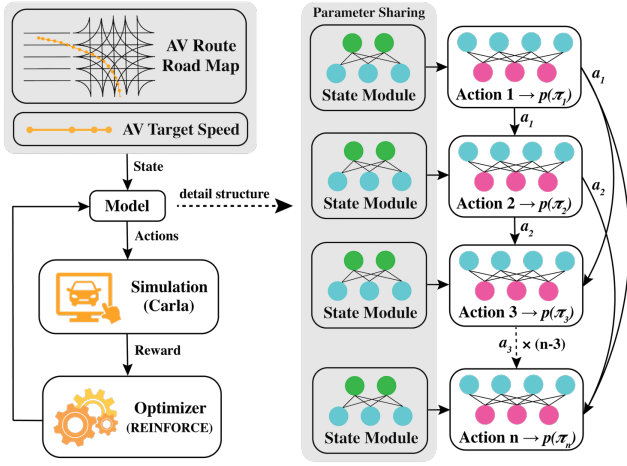 AV Route
Road Map
AV Target Speed
State
Model
detail structure
Actions
Simulation
(Carla)
Reward
Optimizer
(REINFORCE)
Parameter Sharing
State Module
Action 1 → p(𝜋₁)
a₁
a₁
State Module
Action 2 → p(𝜋₂)
a₂
a₂
State Module
Action 3 → p(𝜋₃)
a₃ × (n-3)
State Module
Action n → p(𝜋ₙ)